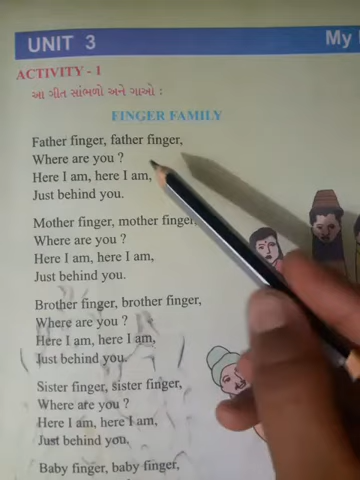 UNIT 3
My
ACTIVITY - 1
આ ગીત સાંભળો અને ગાઓ :
FINGER FAMILY
Father finger, father finger,
Where are you ?
Here I am, here I am,
Just behind you.
Mother finger, mother finger,
Where are you ?
Here I am, here I am,
Just behind you.
Brother finger, brother finger,
Where are you ?
Here I am, here I am,
Just behind you.
Sister finger, sister finger,
Where are you ?
Here I am, here I am,
Just behind you,
Baby finger, baby finger,